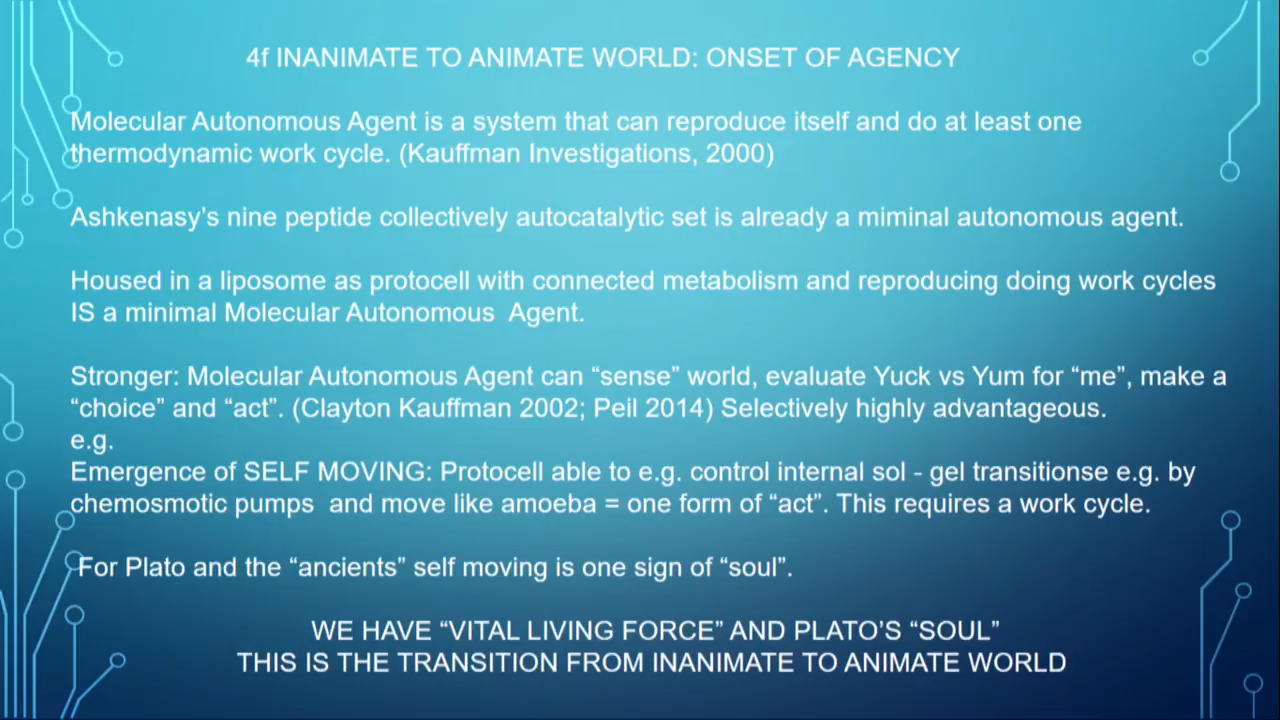 4f INANIMATE TO ANIMATE WORLD: ONSET OF AGENCY
Molecular Autonomous Agent is a system that can reproduce itself and do at least one
thermodynamic work cycle. (Kauffman Investigations, 2000)
Ashkenasy’s nine peptide collectively autocatalytic set is already a miminal autonomous agent.
Housed in a liposome as protocell with connected metabolism and reproducing doing work cycles
IS a minimal Molecular Autonomous  Agent.
Stronger: Molecular Autonomous Agent can “sense” world, evaluate Yuck vs Yum for “me”, make a
“choice” and “act”. (Clayton Kauffman 2002; Peil 2014) Selectively highly advantageous.
e.g.
Emergence of SELF MOVING: Protocell able to e.g. control internal sol - gel transitionse e.g. by
chemosmotic pumps  and move like amoeba = one form of “act”. This requires a work cycle.
For Plato and the “ancients” self moving is one sign of “soul”.
WE HAVE “VITAL LIVING FORCE” AND PLATO’S “SOUL”
THIS IS THE TRANSITION FROM INANIMATE TO ANIMATE WORLD